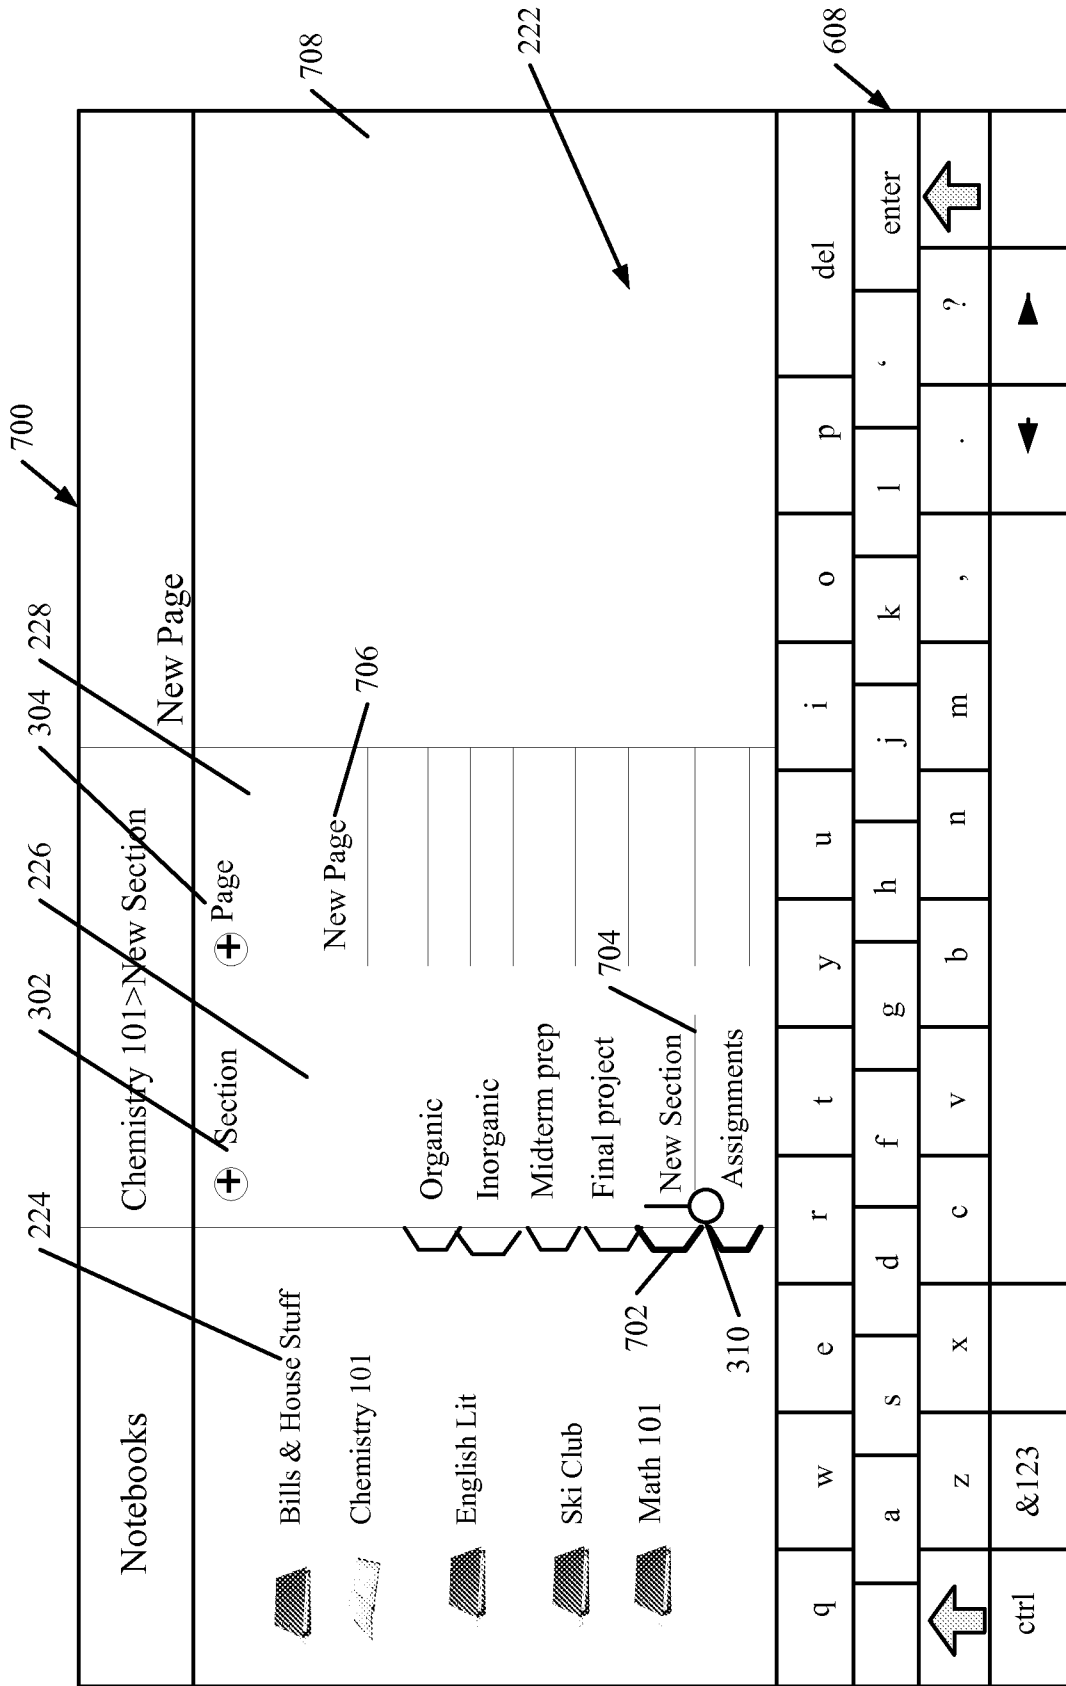 700
Notebooks
Chemistry 101>New Section
New Page
224
302
226
304
228
708
222
608
Section
Page
Bills & House Stuff
Chemistry 101
English Lit
Ski Club
Math 101
Organic
Inorganic
Midterm prep
Final project
New Section
Assignments
New Page
706
704
702
310
q w e r t y u i o p del
a s d f g h j k l ‘ enter
z x c v b n m , . ?
ctrl &123